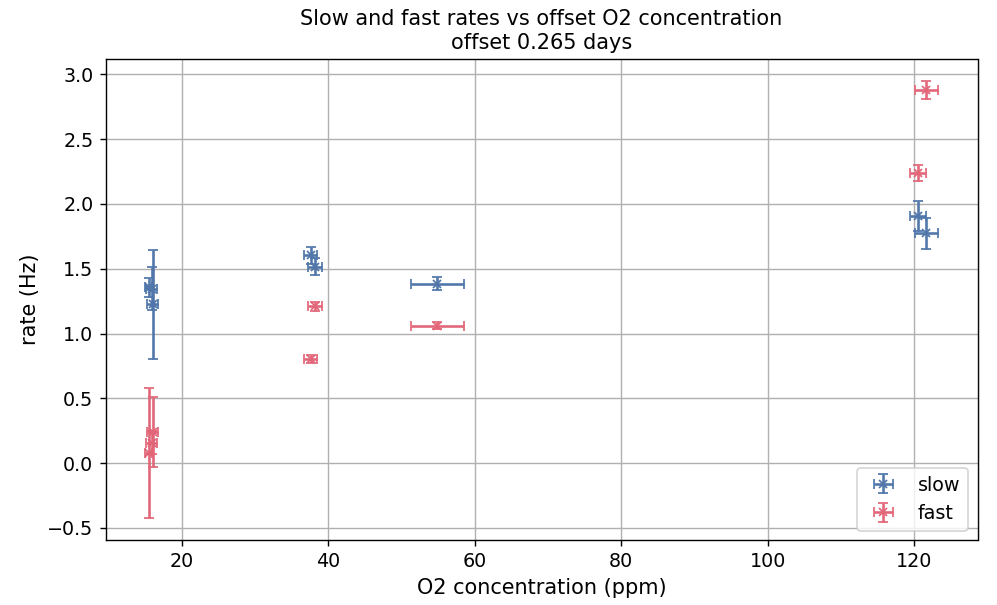 Slow and fast rates vs offset O2 concentration
offset 0.265 days
rate (Hz)
3.0
2.5
2.0
1.5
1.0
0.5
0.0
−0.5
20 40 60 80 100 120
O2 concentration (ppm)
slow
fast